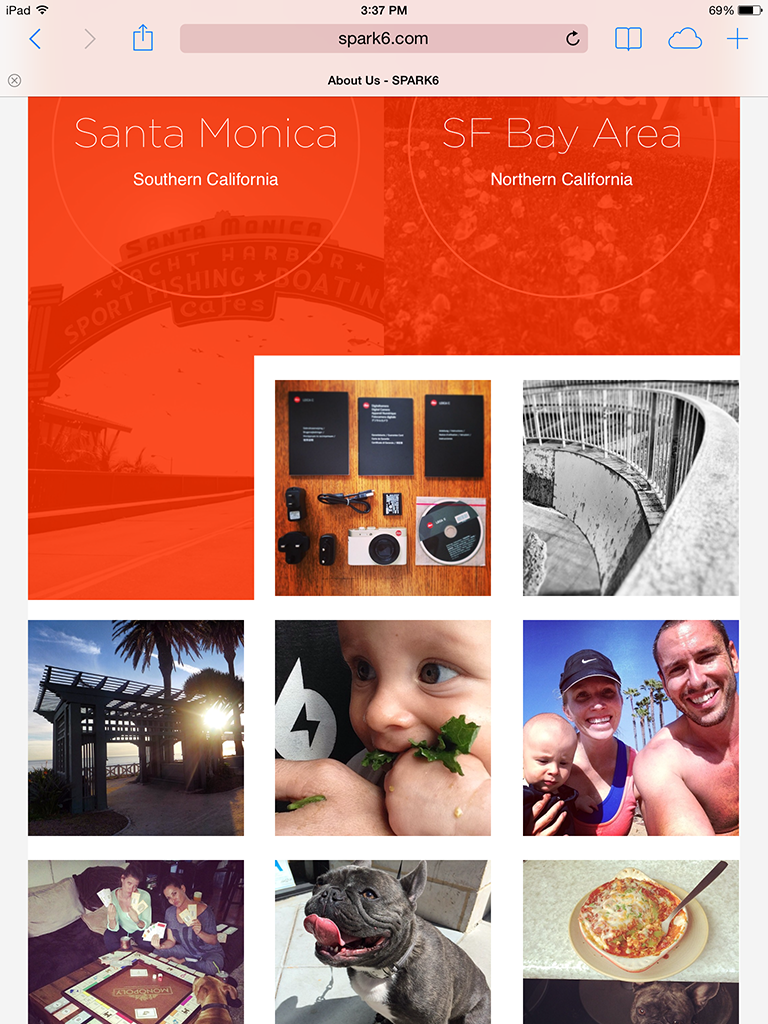 iPad
3:37 PM
69%
spark6.com
About Us - SPARK6
Santa Monica
Southern California
SF Bay Area
Northern California
SANTA MONICA
YACHT HARBOR
SPORT FISHING ★ BOATING
Cafes
MONOPOLY